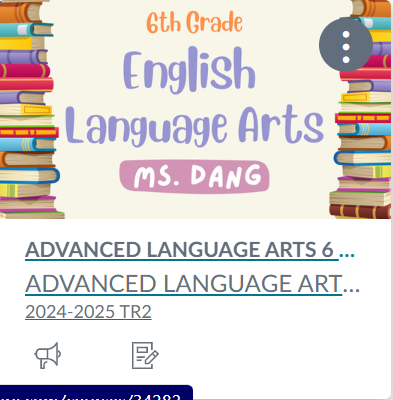 6th Grade
English
Language Arts
MS. DANG
ADVANCED LANGUAGE ARTS 6 ...
ADVANCED LANGUAGE ART...
2024-2025 TR2